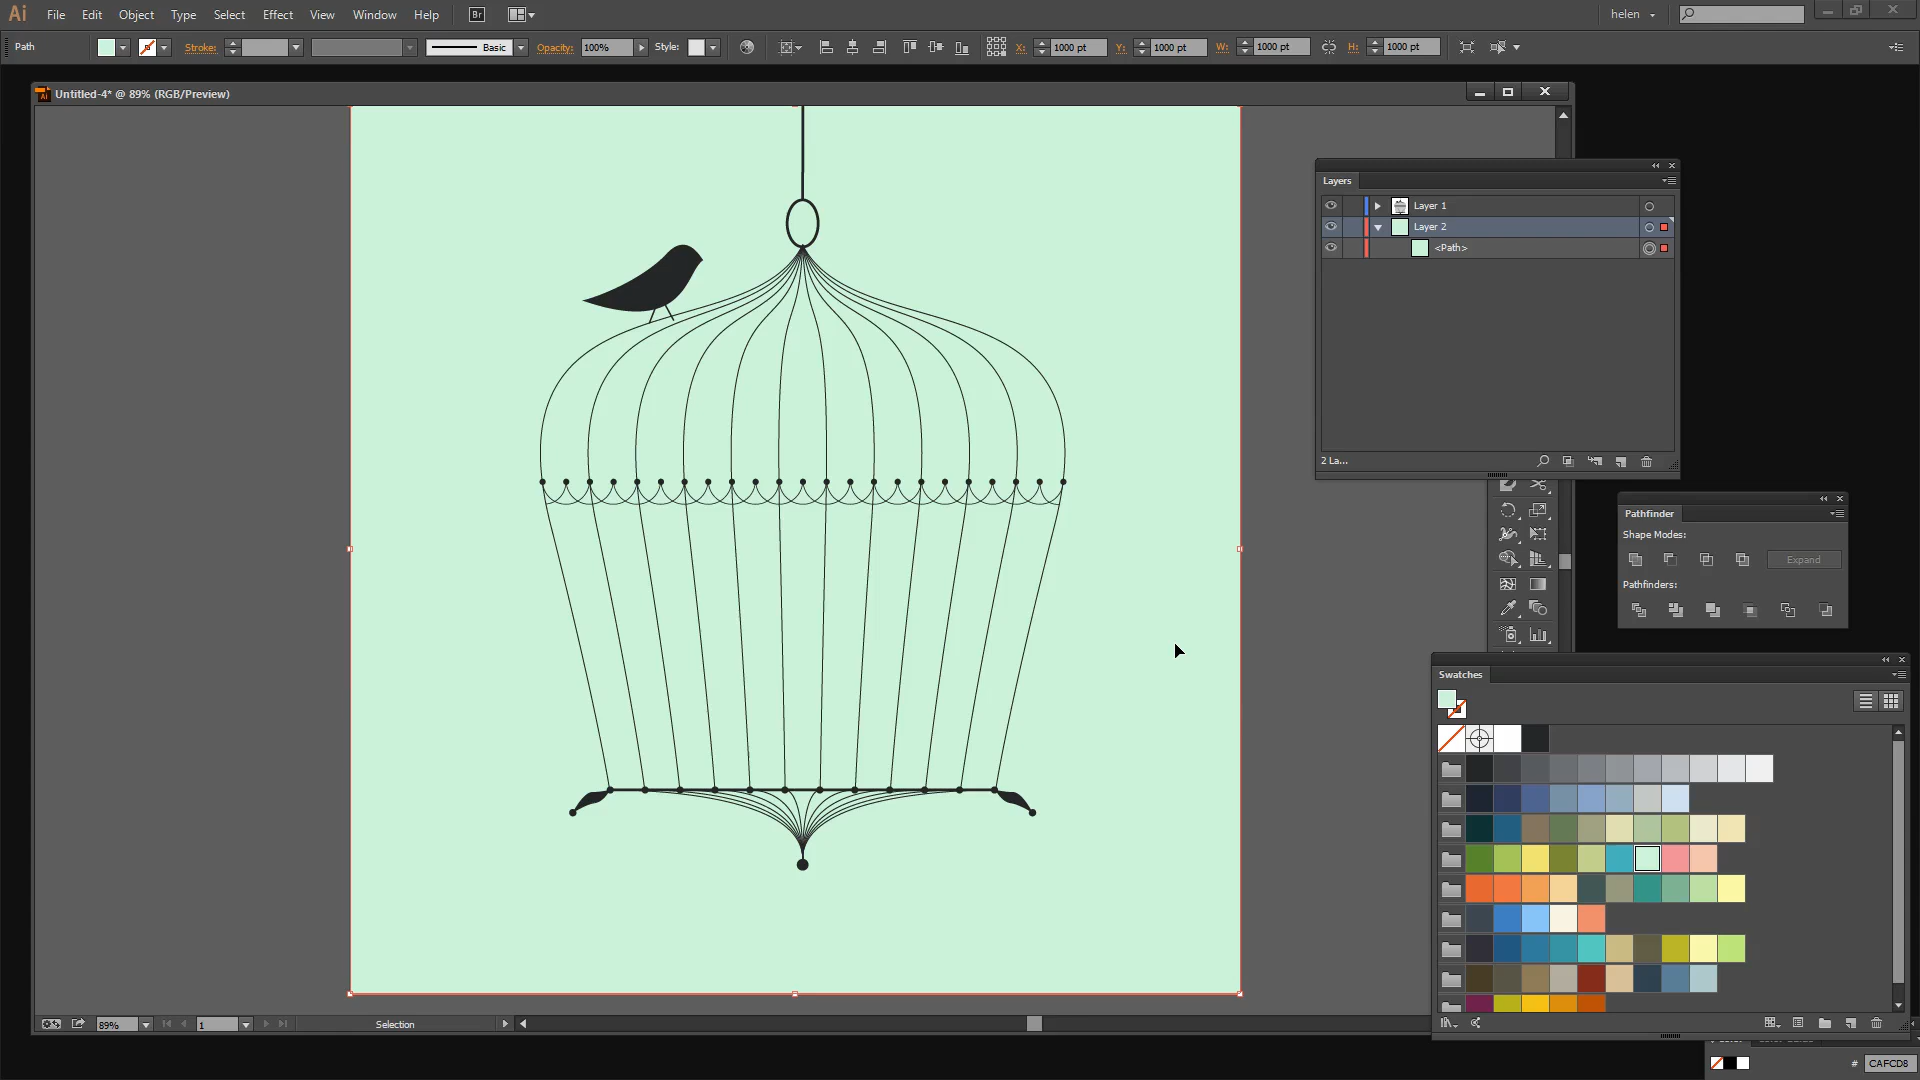 Ai File Edit Object Type Select Effect View Window Help Br helen
Path Stroke: Basic Opacity: 100% Style: X: 1000 pt Y: 1000 pt W: 1000 pt H: 1000 pt
Untitled-4* @ 89% (RGB/Preview)
Layers
Layer 1
Layer 2
<Path>
2 La...
Pathfinder
Shape Modes:
Expand
Pathfinders:
Swatches
89% 1 Selection
# CAFCD8